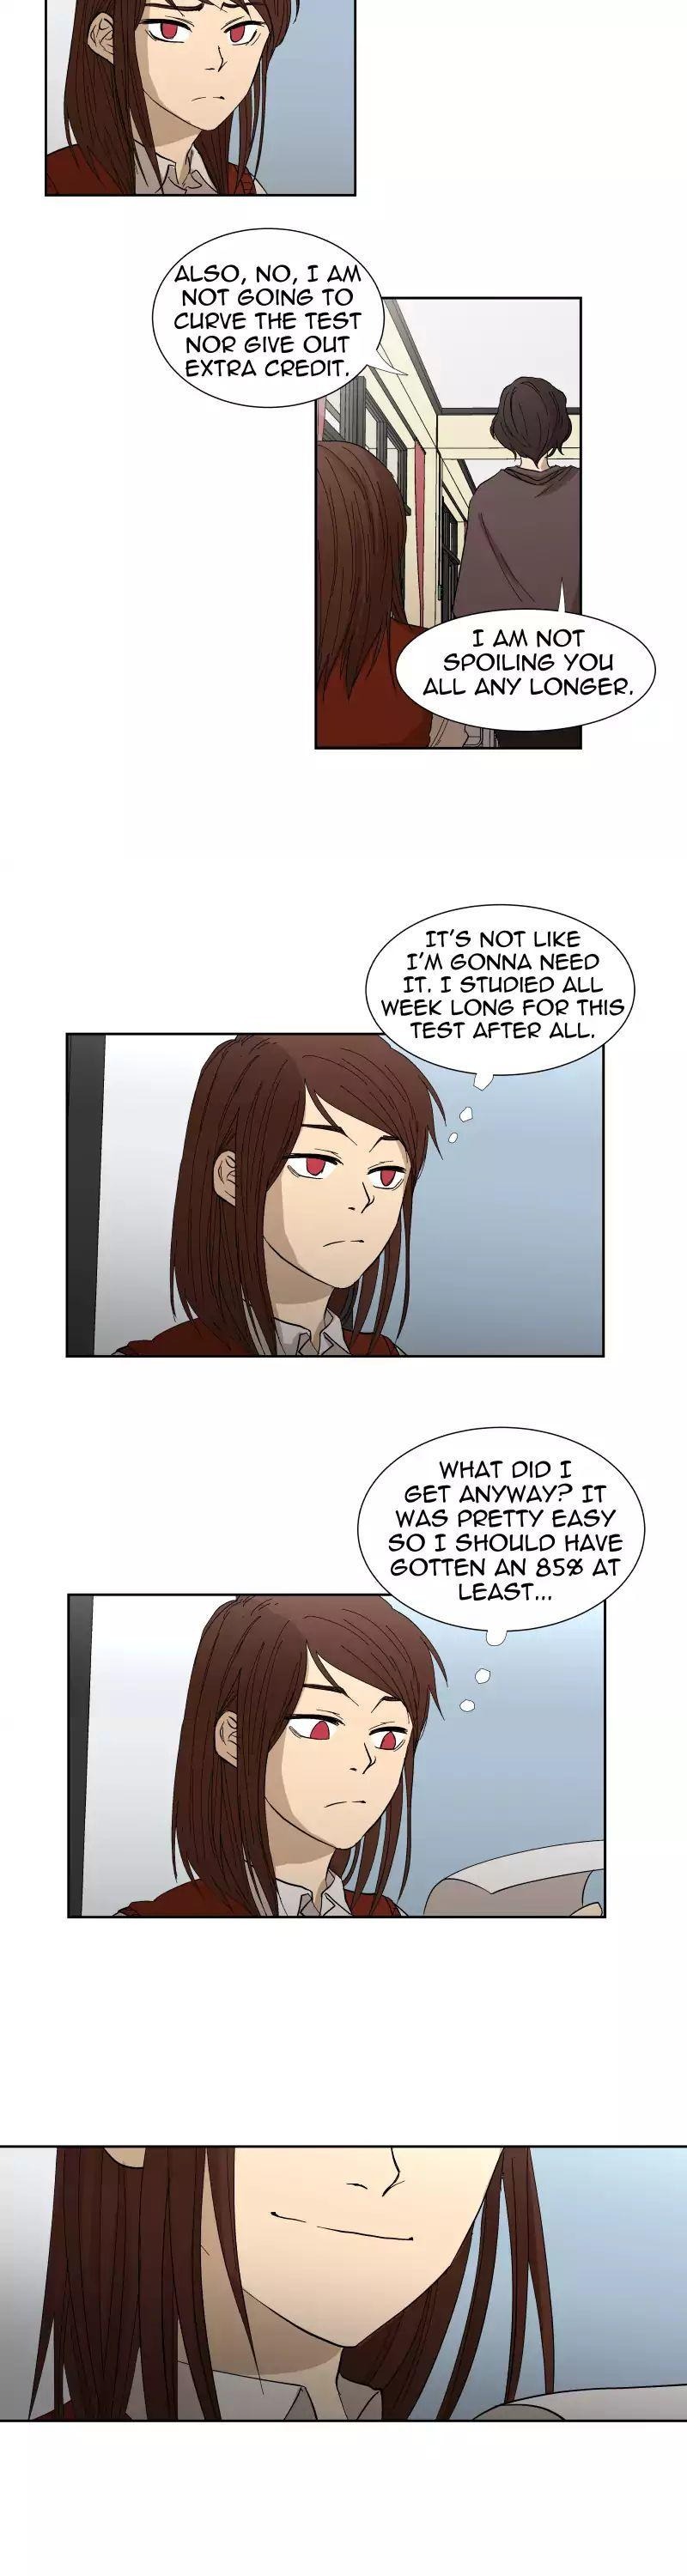 ALSO, NO, I AM
NOT GOING TO
CURVE THE TEST
NOR GIVE OUT
EXTRA CREDIT.
I AM NOT
SPOILING YOU
ALL ANY LONGER.
IT'S NOT LIKE
I'M GONNA NEED
IT. I STUDIED ALL
WEEK LONG FOR THIS
TEST AFTER ALL.
WHAT DID I
GET ANYWAY? IT
WAS PRETTY EASY
SO I SHOULD HAVE
GOTTEN AN 85% AT
LEAST...